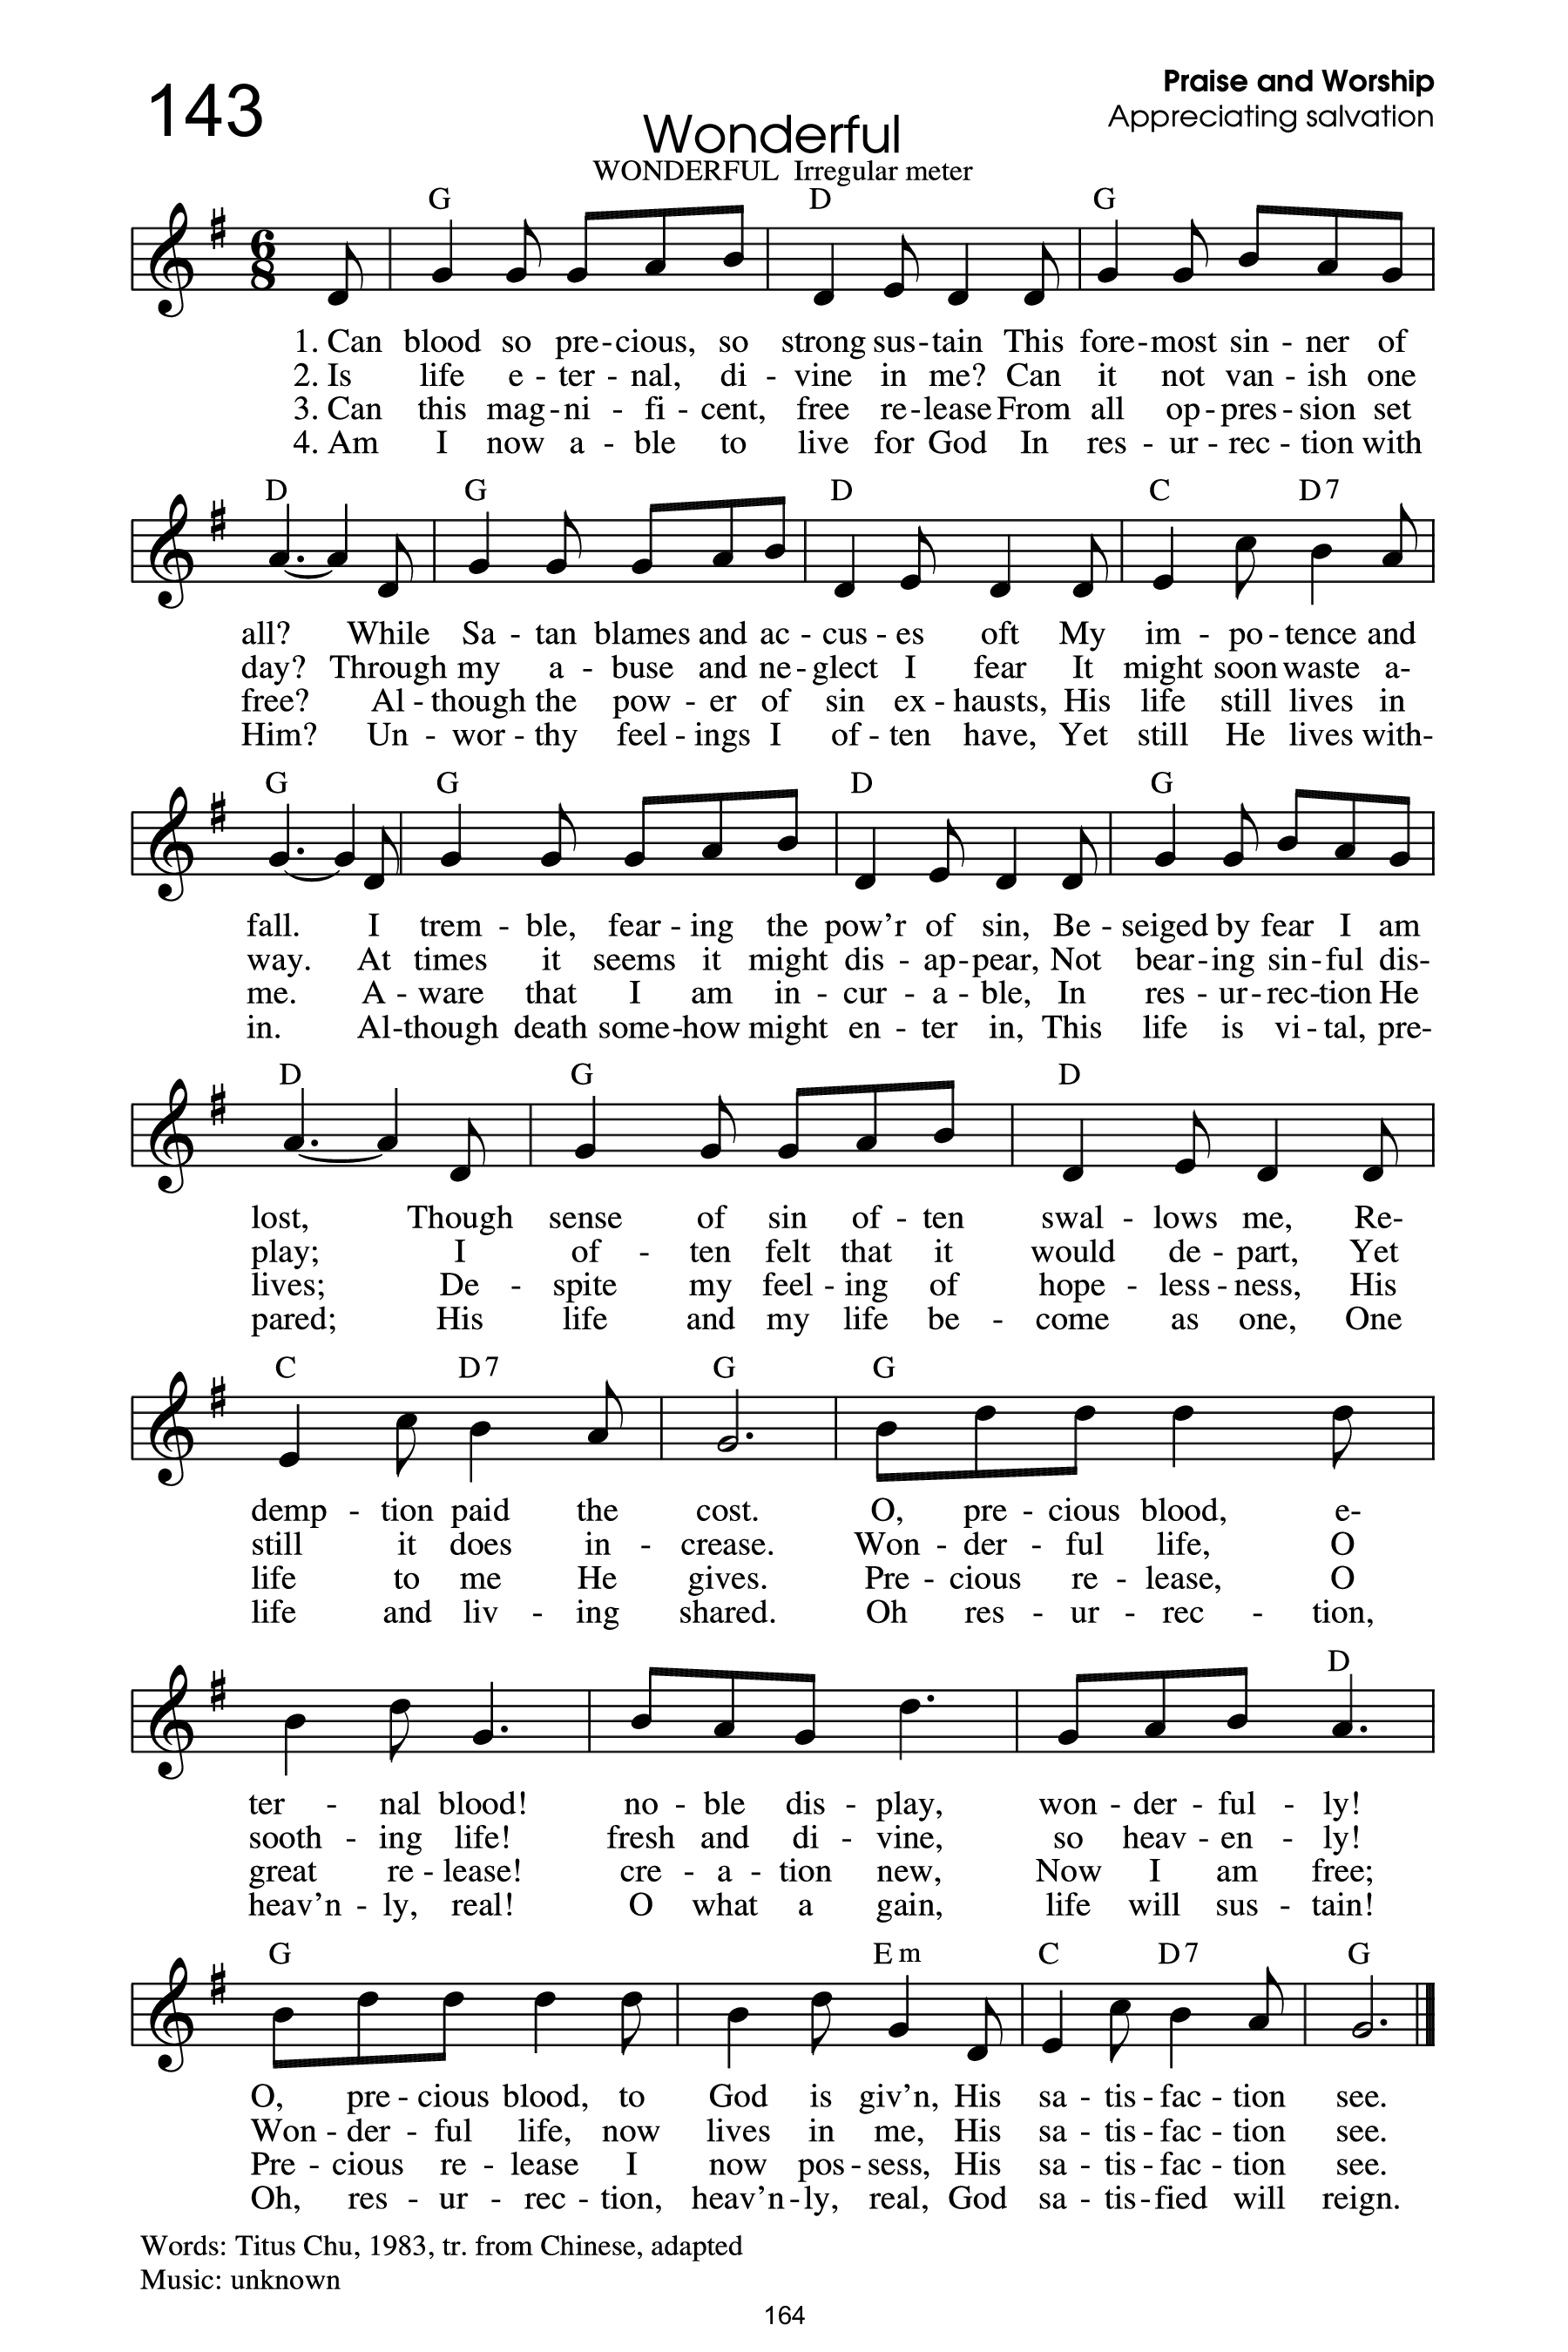 143
Praise and Worship
Appreciating salvation
Wonderful
WONDERFUL Irregular meter
G D G
6
8
1. Can blood so pre-cious, so strong sus-tain This fore-most sin - ner of
2. Is life e - ter - nal, di - vine in me? Can it not van - ish one
3. Can this mag-ni - fi - cent, free re-lease From all op-pres-sion set
4. Am I now a - ble to live for God In res - ur - rec - tion with
D G D C D7
all? While Sa - tan blames and ac - cus - es oft My im - po-tence and
day? Through my a - buse and ne-glect I fear It might soon waste a-
free? Al - though the pow - er of sin ex-hausts, His life still lives in
Him? Un - wor - thy feel-ings I of-ten have, Yet still He lives with-
G G D G
fall. I trem - ble, fear-ing the pow'r of sin, Be - seiged by fear I am
way. At times it seems it might dis - ap-pear, Not bear-ing sin-ful dis-
me. A - ware that I am in - cur - a - ble, In res - ur-rec-tion He
in. Al-though death some-how might en - ter in, This life is vi-tal, pre-
D G D
lost, Though sense of sin of - ten swal - lows me, Re-
play; I of - ten felt that it would de - part, Yet
lives; De - spite my feel-ing of hope - less-ness, His
pared; His life and my life be - come as one, One
C D7 G G
demp - tion paid the cost. O, pre - cious blood, e-
still it does in - crease. Won - der - ful life, O
life to me He gives. Pre - cious re - lease, O
life and liv - ing shared. Oh res - ur - rec - tion,
D
ter - nal blood! no - ble dis - play, won - der - ful - ly!
sooth - ing life! fresh and di - vine, so heav - en - ly!
great re - lease! cre - a - tion new, Now I am free;
heav'n - ly, real! O what a gain, life will sus - tain!
G Em C D7 G
O, pre - cious blood, to God is giv'n, His sa - tis-fac - tion see.
Won - der - ful life, now lives in me, His sa - tis-fac - tion see.
Pre - cious re - lease I now pos-sess, His sa - tis-fac - tion see.
Oh, res - ur - rec - tion, heav'n-ly, real, God sa - tis-fied will reign.
Words: Titus Chu, 1983, tr. from Chinese, adapted
Music: unknown
164